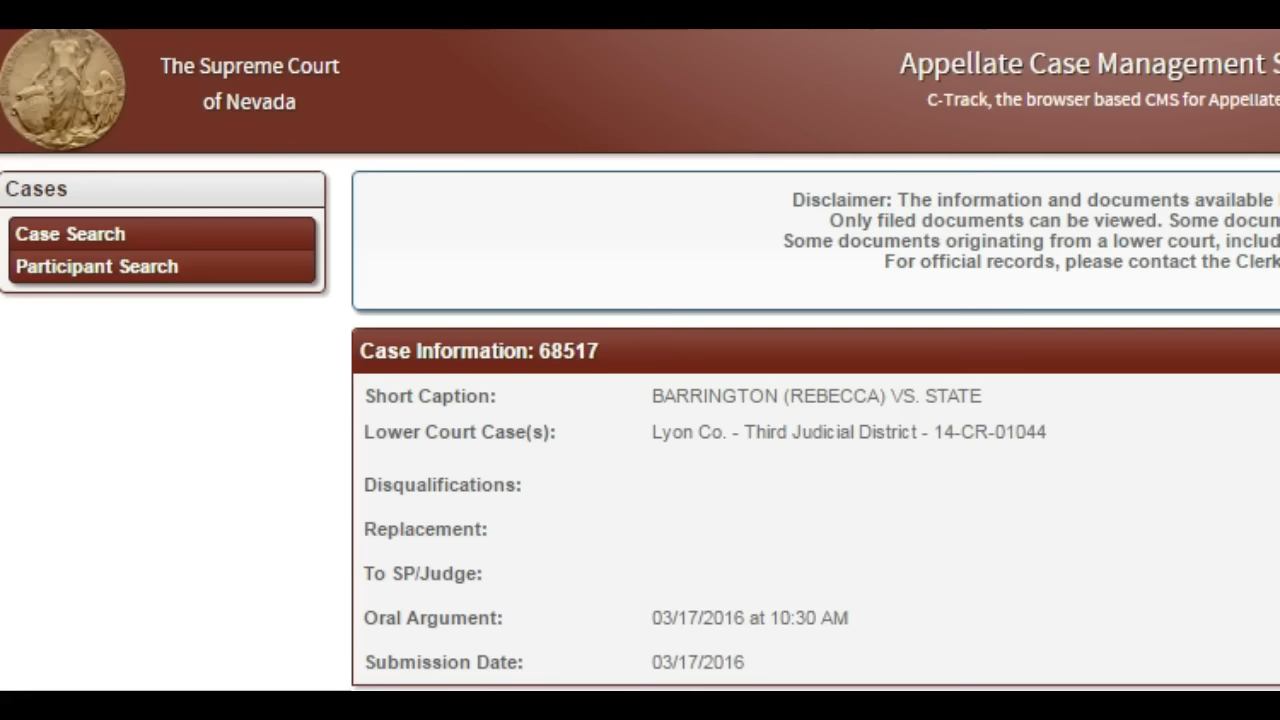 The Supreme Court
of Nevada
Appellate Case Management S
C-Track, the browser based CMS for Appellate
Cases
Case Search
Participant Search
Disclaimer: The information and documents available
Only filed documents can be viewed. Some docum
Some documents originating from a lower court, includ
For official records, please contact the Clerk
Case Information: 68517
Short Caption: BARRINGTON (REBECCA) VS. STATE
Lower Court Case(s): Lyon Co. - Third Judicial District - 14-CR-01044
Disqualifications:
Replacement:
To SP/Judge:
Oral Argument: 03/17/2016 at 10:30 AM
Submission Date: 03/17/2016